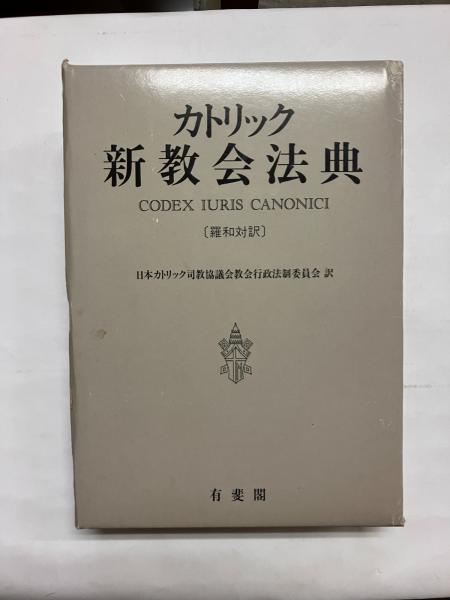 カトリック
新教会法典
CODEX IURIS CANONICI
〔羅和対訳〕
日本カトリック司教協議会教会行政法制委員会 訳
有斐閣